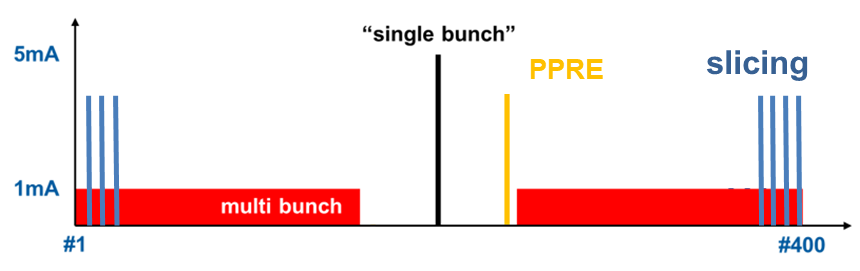 “single bunch”
5mA
PPRE
slicing
1mA
multi bunch
#1
#400